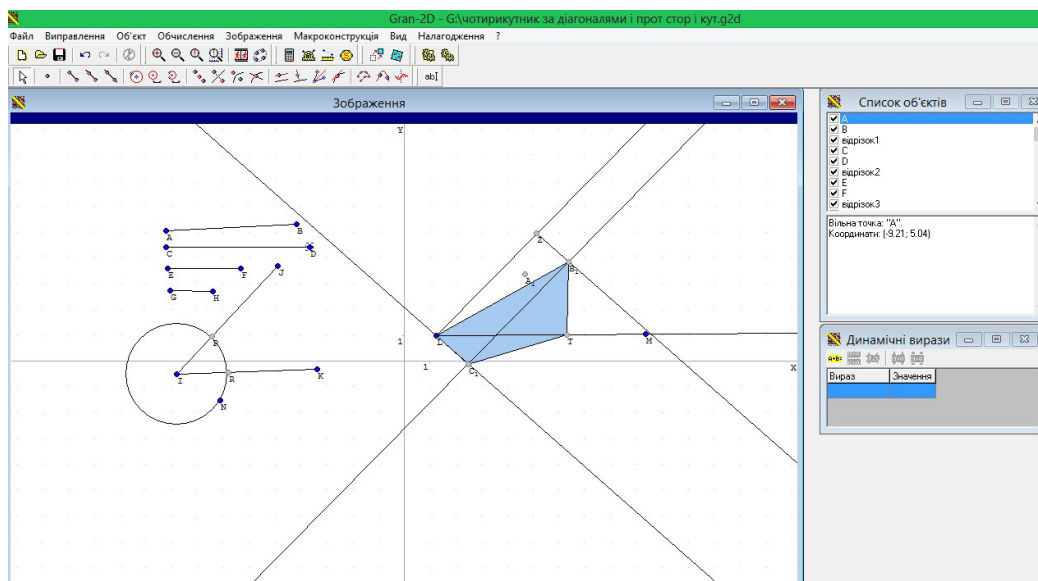 Gran-2D - G:\чотирикутник за діагоналями і прот стор і кут.g2d
Файл Виправлення Об'єкт Обчислення Зображення Макроконструкція Вид Налагодження ?
abI
Зображення
Y
X
1
1
A
B
C
D
E
F
G
H
J
P
I
R
K
N
L
Z
A1
B1
T
M
C1
Список об'єктів
A
B
відрізок1
C
D
відрізок2
E
F
відрізок3
Вільна точка: "A".
Координати: (-9.21; 5.04)
Динамічні вирази
A+B=
Вираз Значення